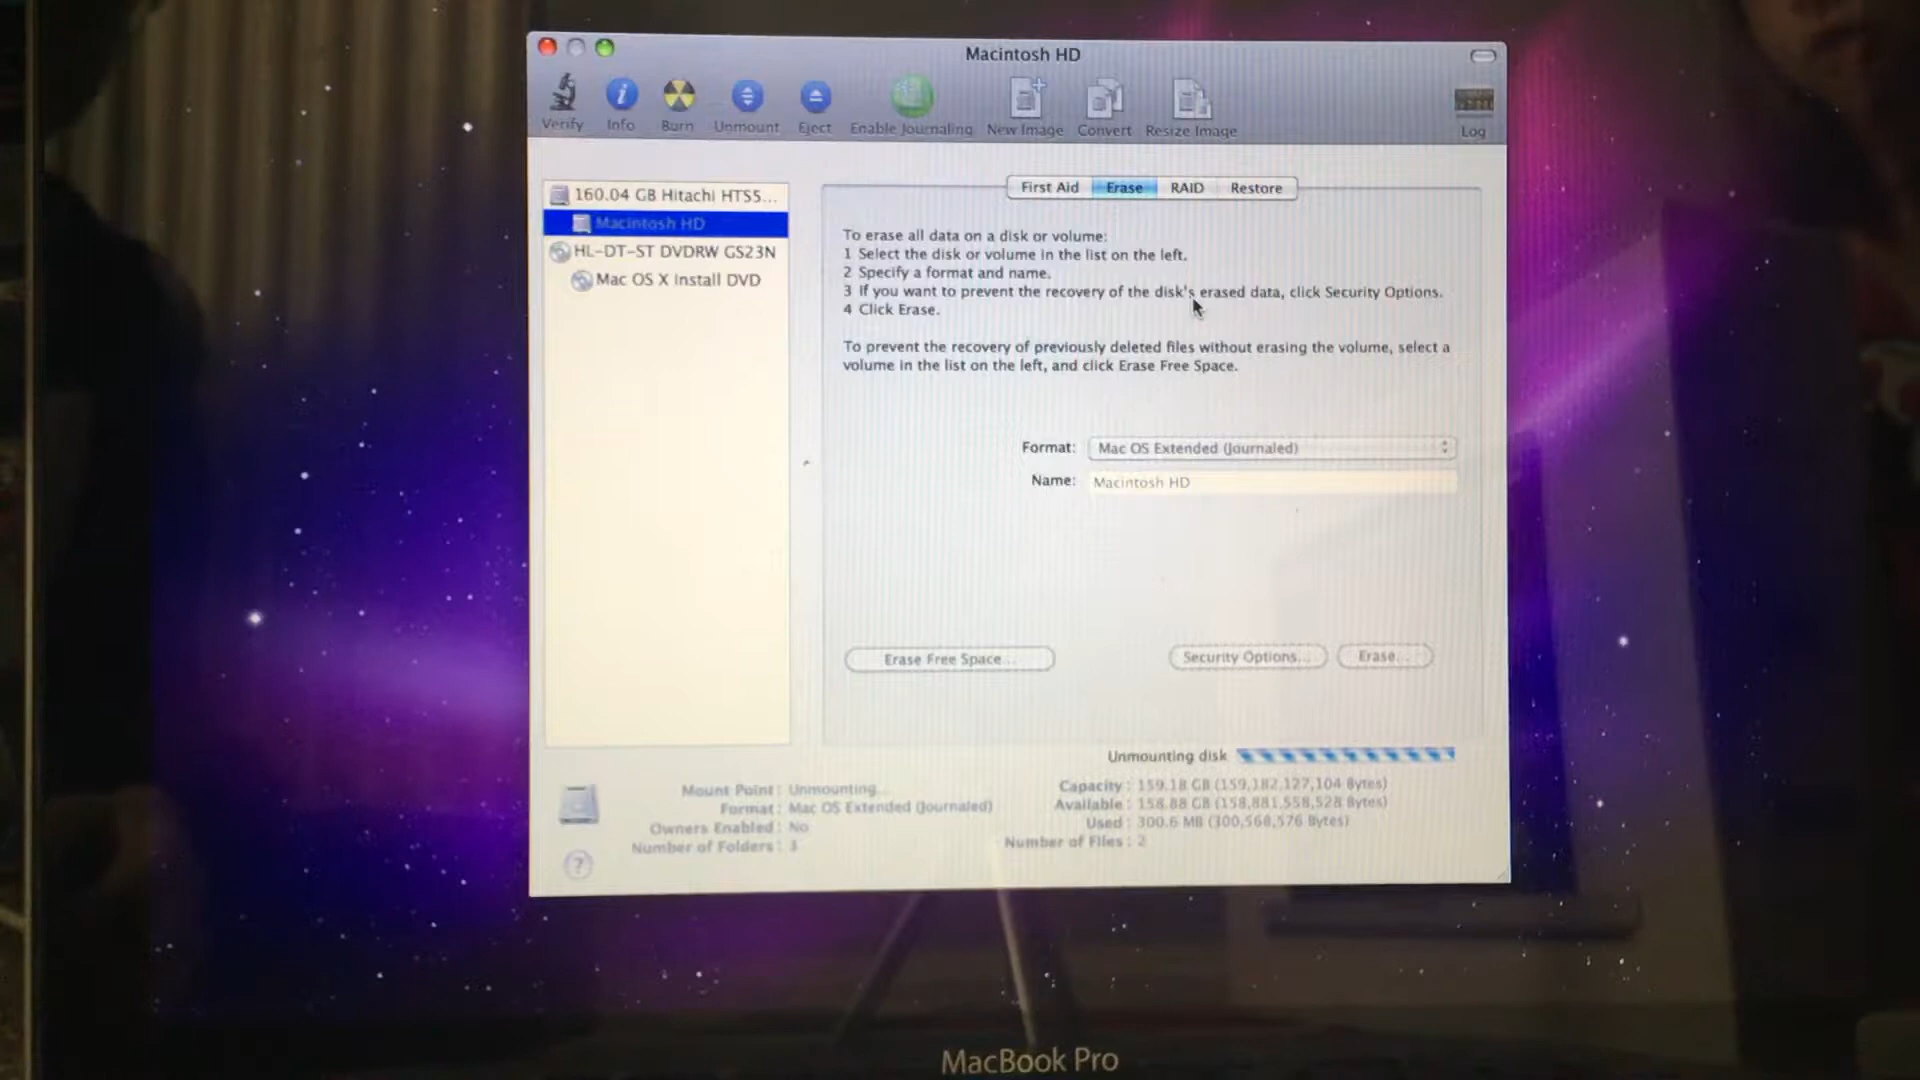 Macintosh HD
Verify Info Burn Unmount Eject Enable Journaling New Image Convert Resize Image Log
160.04 GB Hitachi HTS5...
Macintosh HD
HL-DT-ST DVDRW GS23N
Mac OS X Install DVD
First Aid Erase RAID Restore
To erase all data on a disk or volume:
1 Select the disk or volume in the list on the left.
2 Specify a format and name.
3 If you want to prevent the recovery of the disk's erased data, click Security Options.
4 Click Erase.
To prevent the recovery of previously deleted files without erasing the volume, select a
volume in the list on the left, and click Erase Free Space.
Format: Mac OS Extended (Journaled)
Name: Macintosh HD
Erase Free Space... Security Options... Erase...
Unmounting disk
Mount Point : Unmounting...
Format : Mac OS Extended (Journaled)
Owners Enabled : No
Number of Folders : 3
Capacity : 159.18 GB (159,182,127,104 Bytes)
Available : 158.88 GB (158,881,558,528 Bytes)
Used : 300.6 MB (300,568,576 Bytes)
Number of Files : 2
?
MacBook Pro